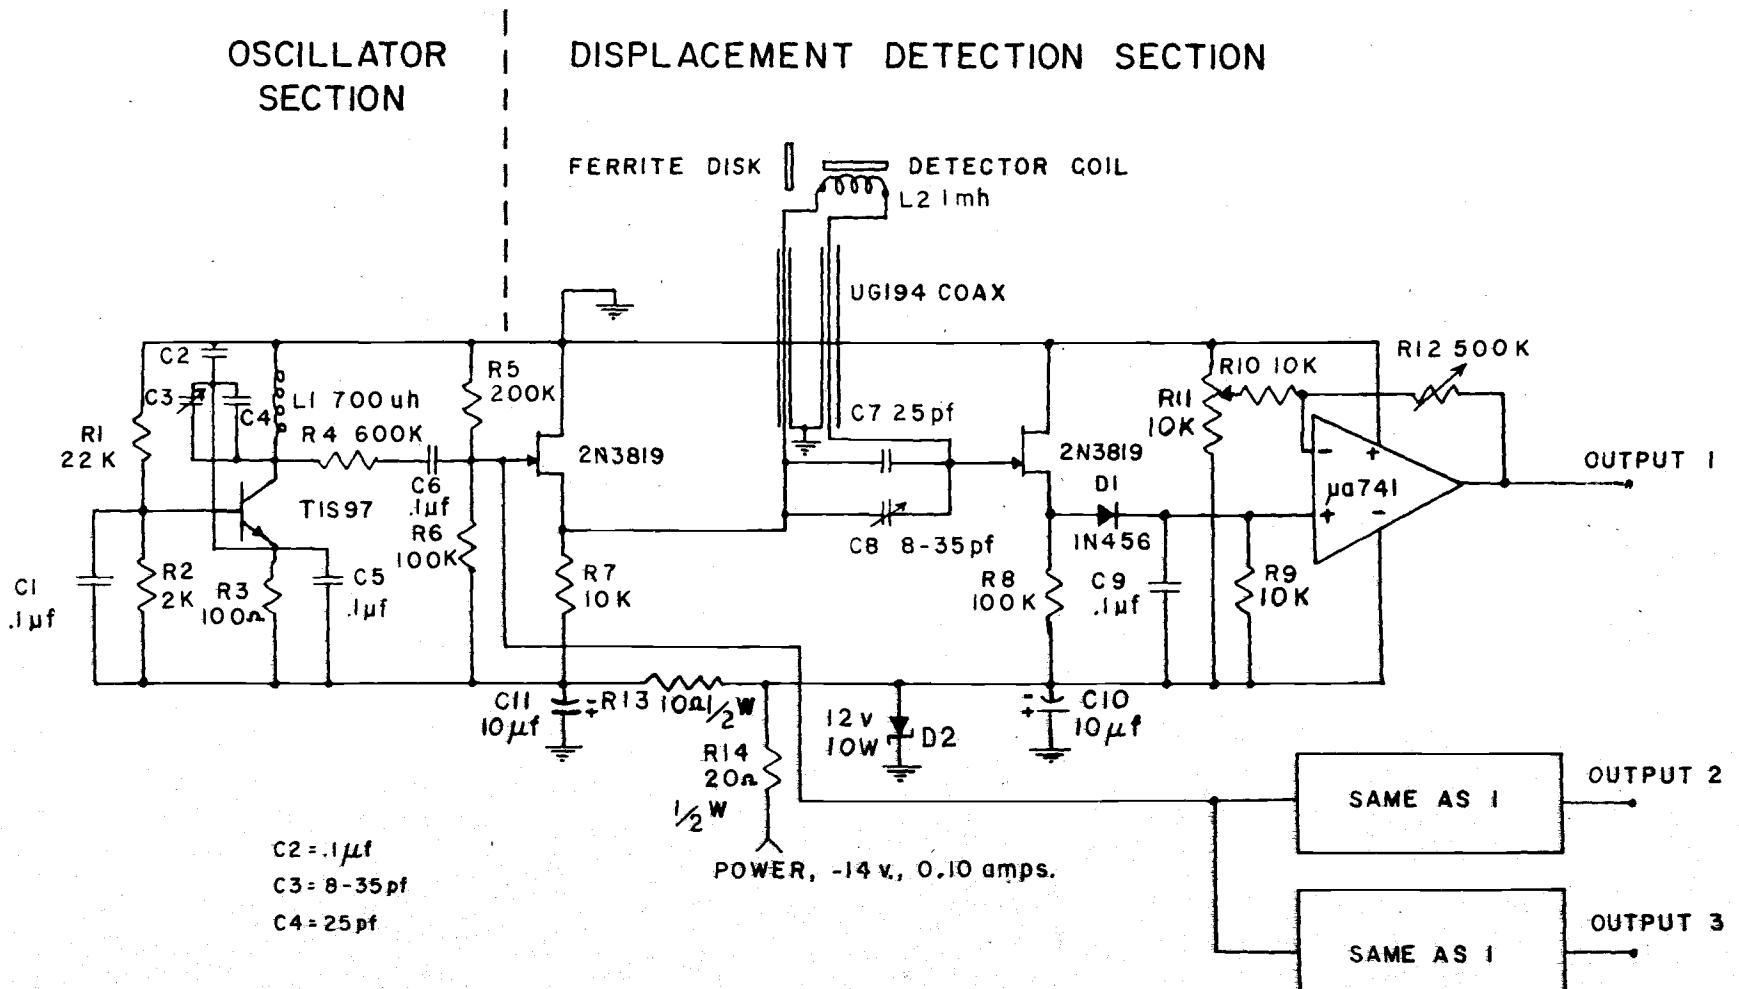 OSCILLATOR
SECTION
DISPLACEMENT DETECTION SECTION
FERRITE DISK
DETECTOR COIL
L2 1mh
UG194 COAX
C2
C3
C4
L1 700uh
R5
200K
R1
22K
R4 600K
C6
.1µf
2N3819
C7 25pf
2N3819
R10 10K
R11
10K
R12 500K
-
+
µa741
+
-
OUTPUT 1
TIS97
R6
100K
C8 8-35pf
D1
1N456
C1
.1µf
R2
2K
R3
100Ω
C5
.1µf
R7
10K
R8
100K
C9
.1µf
R9
10K
C11
10µf
-
+
R13 10Ω 1/2W
12v
10W
D2
-
+
C10
10µf
R14
20Ω
1/2W
POWER, -14v., 0.10 amps.
SAME AS 1
OUTPUT 2
SAME AS 1
OUTPUT 3
C2=.1µf
C3=8-35pf
C4=25pf